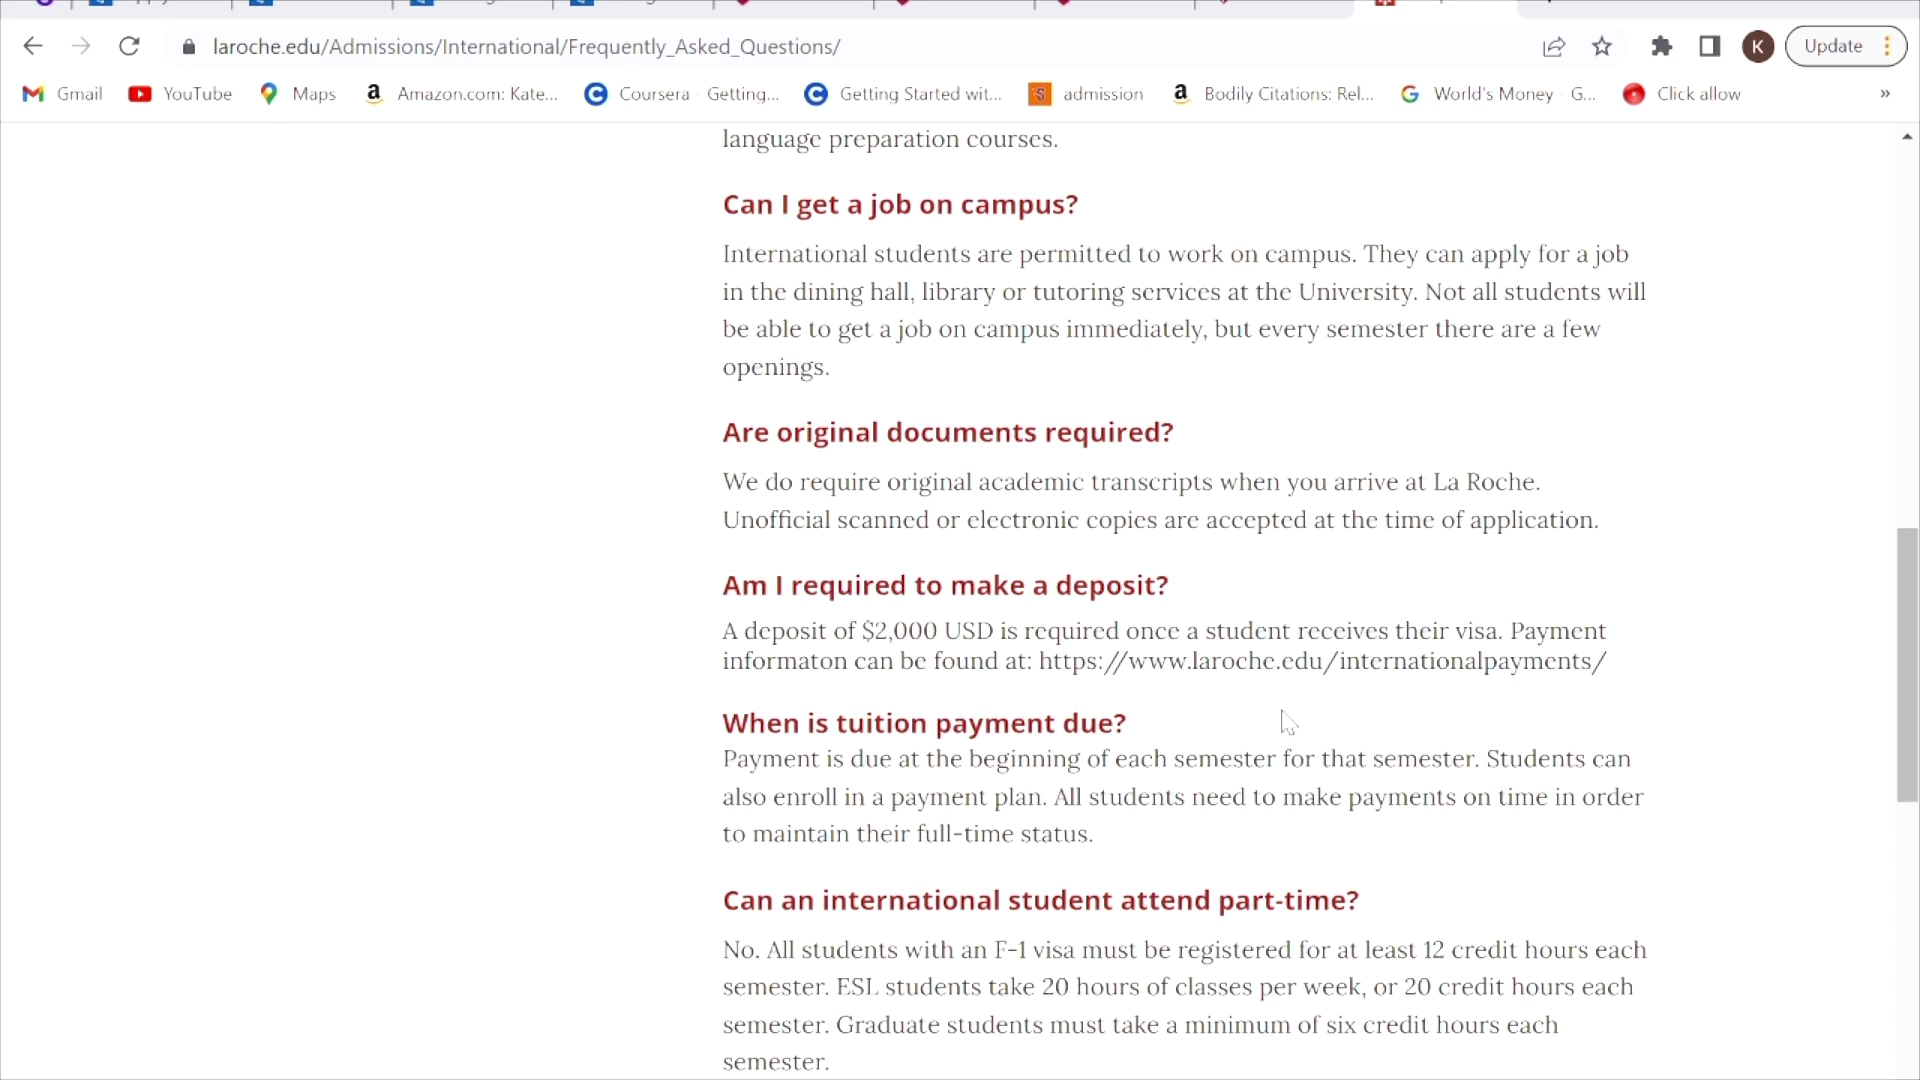 laroche.edu/Admissions/International/Frequently_Asked_Questions/
K
Update
Gmail
YouTube
Maps
Amazon.com: Kate...
Coursera - Getting...
Getting Started wit...
admission
Bodily Citations: Rel...
World's Money - G...
Click allow
»
language preparation courses.
Can I get a job on campus?
International students are permitted to work on campus. They can apply for a job
in the dining hall, library or tutoring services at the University. Not all students will
be able to get a job on campus immediately, but every semester there are a few
openings.
Are original documents required?
We do require original academic transcripts when you arrive at La Roche.
Unofficial scanned or electronic copies are accepted at the time of application.
Am I required to make a deposit?
A deposit of $2,000 USD is required once a student receives their visa. Payment
informaton can be found at: https://www.laroche.edu/internationalpayments/
When is tuition payment due?
Payment is due at the beginning of each semester for that semester. Students can
also enroll in a payment plan. All students need to make payments on time in order
to maintain their full-time status.
Can an international student attend part-time?
No. All students with an F-1 visa must be registered for at least 12 credit hours each
semester. ESL students take 20 hours of classes per week, or 20 credit hours each
semester. Graduate students must take a minimum of six credit hours each
semester.